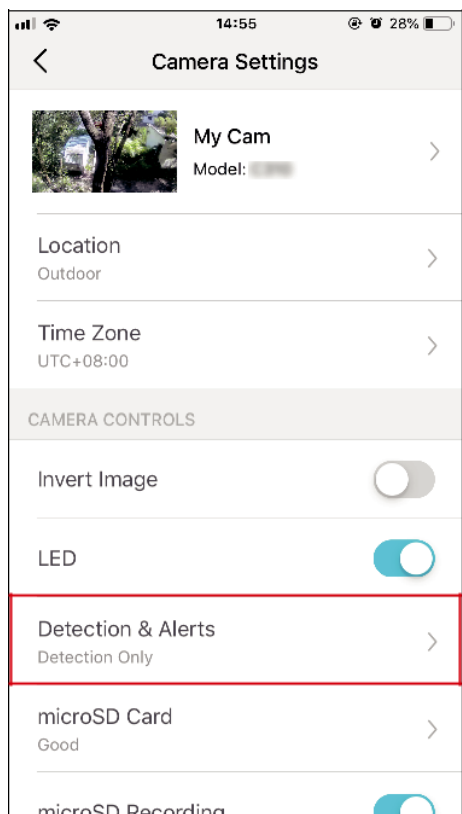 14:55
28%
Camera Settings
My Cam
Model:
Location
Outdoor
Time Zone
UTC+08:00
CAMERA CONTROLS
Invert Image
LED
Detection & Alerts
Detection Only
microSD Card
Good
microSD Recording